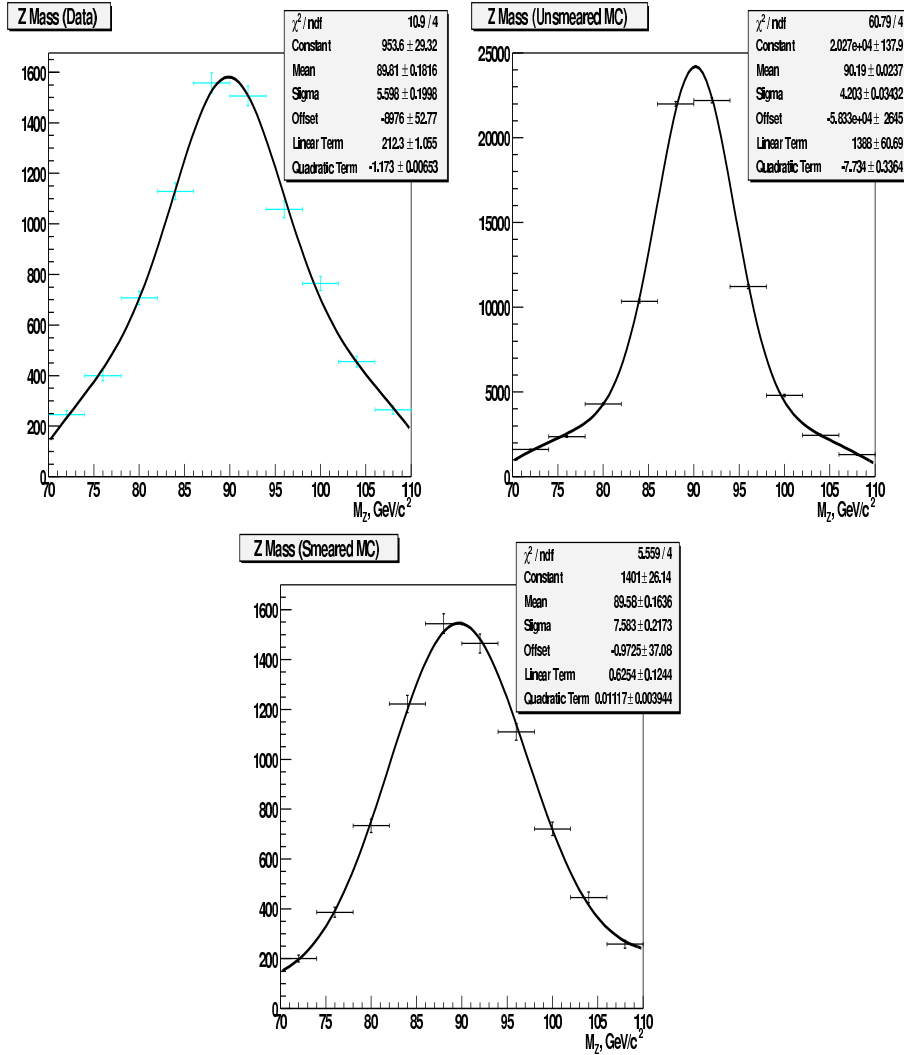 Z Mass (Data)
χ² / ndf 10.9 / 4
Constant 953.6 ± 29.32
Mean 89.81 ± 0.1816
Sigma 5.598 ± 0.1998
Offset -8976 ± 52.77
Linear Term 212.3 ± 1.055
Quadratic Term -1.173 ± 0.00653
1600
1400
1200
1000
800
600
400
200
0
70 75 80 85 90 95 100 105 110
M_Z, GeV/c²
Z Mass (Unsmeared MC)
χ² / ndf 60.79 / 4
Constant 2.027e+04 ± 137.9
Mean 90.19 ± 0.0237
Sigma 4.203 ± 0.03432
Offset -5.833e+04 ± 2645
Linear Term 1388 ± 60.69
Quadratic Term -7.734 ± 0.3364
25000
20000
15000
10000
5000
0
70 75 80 85 90 95 100 105 110
M_Z, GeV/c²
Z Mass (Smeared MC)
χ² / ndf 5.559 / 4
Constant 1401 ± 26.14
Mean 89.58 ± 0.1636
Sigma 7.583 ± 0.2173
Offset -0.9725 ± 37.08
Linear Term 0.6254 ± 0.1244
Quadratic Term 0.01117 ± 0.003944
1600
1400
1200
1000
800
600
400
200
0
70 75 80 85 90 95 100 105 110
M_Z, GeV/c²